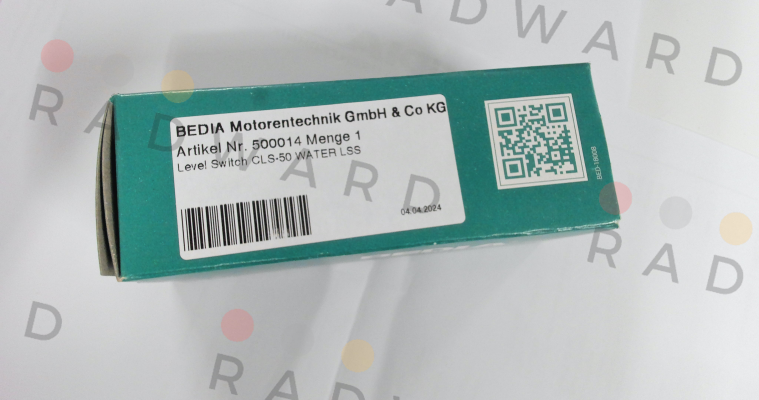 RADWARD
BEDIA Motorentechnik GmbH & Co KG
Artikel Nr. 500014 Menge 1
Level Switch CLS-50 WATER LSS
04.04.2024
RAD
D
RAD